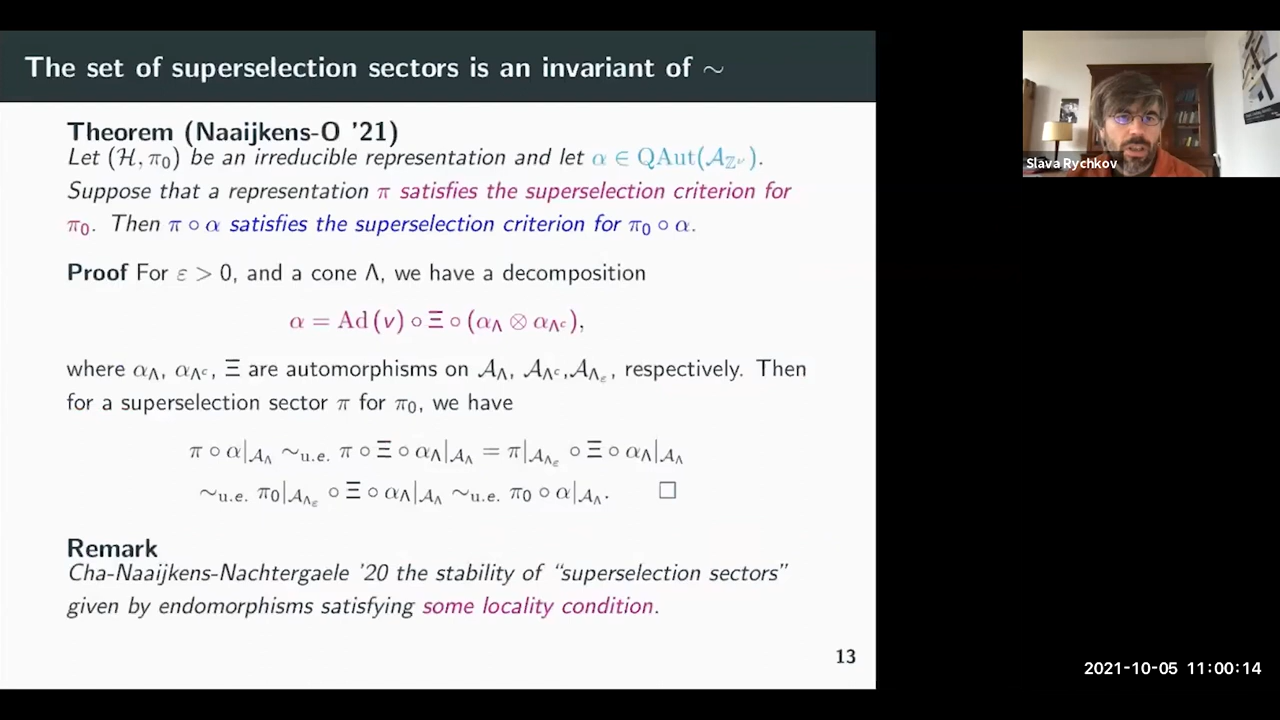 The set of superselection sectors is an invariant of ∼
Theorem (Naaijkens-O '21)
Let (ℋ, π₀) be an irreducible representation and let α ∈ QAut(𝒜_{ℤ^ν}).
Suppose that a representation π satisfies the superselection criterion for
π₀. Then π ∘ α satisfies the superselection criterion for π₀ ∘ α.
Proof For ε > 0, and a cone Λ, we have a decomposition
α = Ad (v) ∘ Ξ ∘ (α_Λ ⊗ α_{Λ^c}),
where α_Λ, α_{Λ^c}, Ξ are automorphisms on 𝒜_Λ, 𝒜_{Λ^c},𝒜_{Λ_ε}, respectively. Then
for a superselection sector π for π₀, we have
π ∘ α|_{𝒜_Λ} ∼_{u.e.} π ∘ Ξ ∘ α_Λ|_{𝒜_Λ} = π|_{𝒜_{Λ_ε}} ∘ Ξ ∘ α_Λ|_{𝒜_Λ}
∼_{u.e.} π₀|_{𝒜_{Λ_ε}} ∘ Ξ ∘ α_Λ|_{𝒜_Λ} ∼_{u.e.} π₀ ∘ α|_{𝒜_Λ}. □
Remark
Cha-Naaijkens-Nachtergaele '20 the stability of “superselection sectors”
given by endomorphisms satisfying some locality condition.
13
Slava Rychkov
2021-10-05 11:00:14